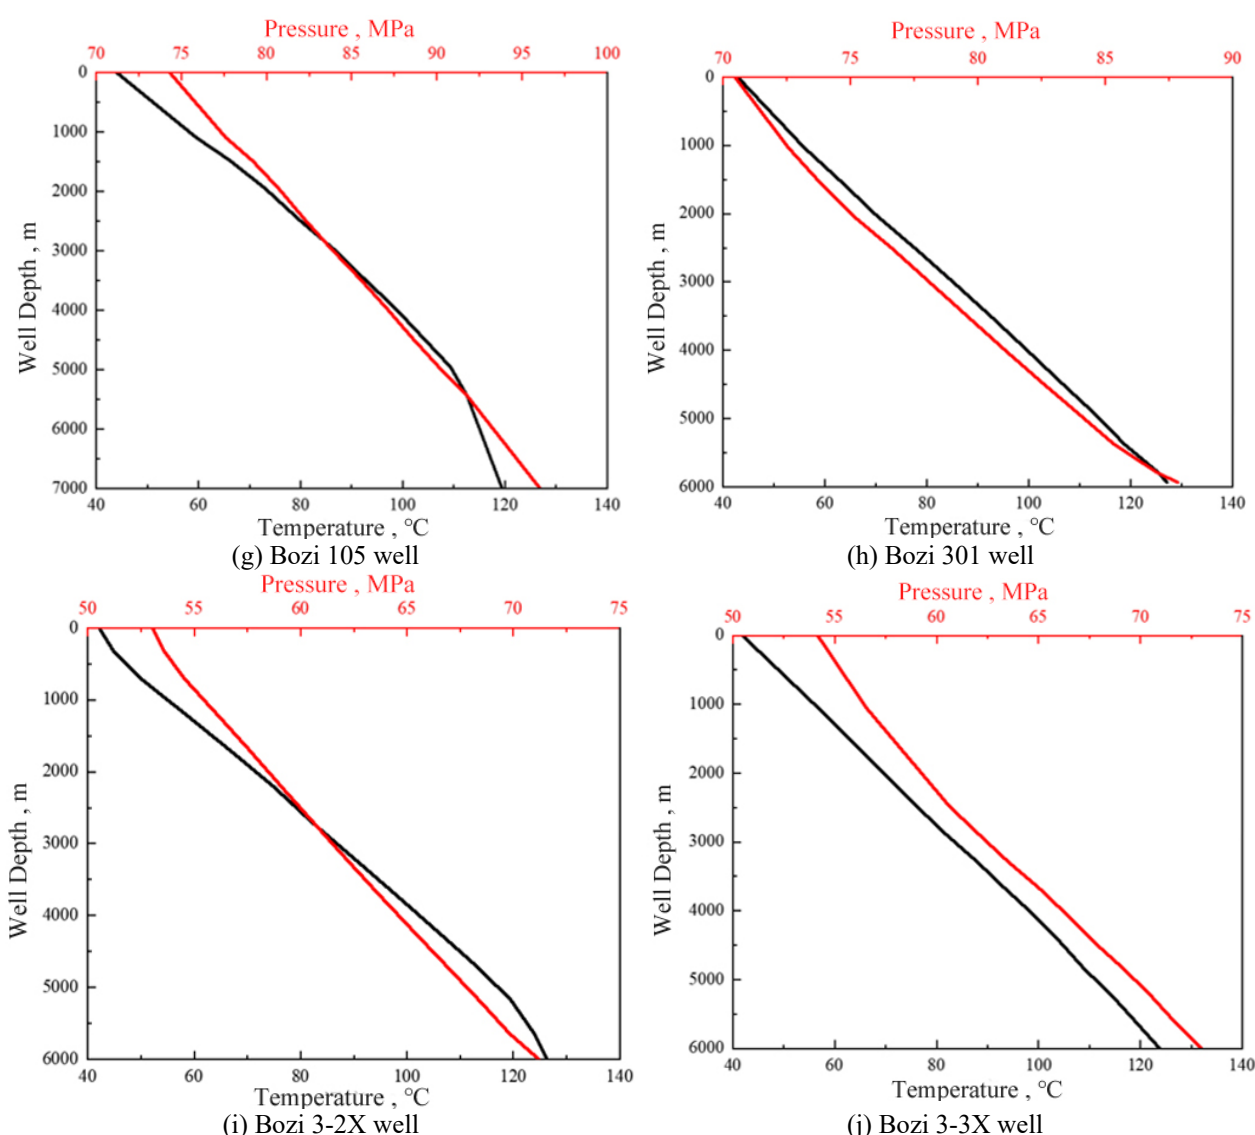 Pressure , MPa
70 75 80 85 90 95 100
0
1000
2000
3000
4000
5000
6000
7000
Well Depth , m
40 60 80 100 120 140
Temperature , °C
(g) Bozi 105 well
Pressure , MPa
70 75 80 85 90
0
1000
2000
3000
4000
5000
6000
Well Depth , m
40 60 80 100 120 140
Temperature , °C
(h) Bozi 301 well
Pressure , MPa
50 55 60 65 70 75
0
1000
2000
3000
4000
5000
6000
Well Depth , m
40 60 80 100 120 140
Temperature , °C
(i) Bozi 3-2X well
Pressure , MPa
50 55 60 65 70 75
0
1000
2000
3000
4000
5000
6000
Well Depth , m
40 60 80 100 120 140
Temperature , °C
(j) Bozi 3-3X well